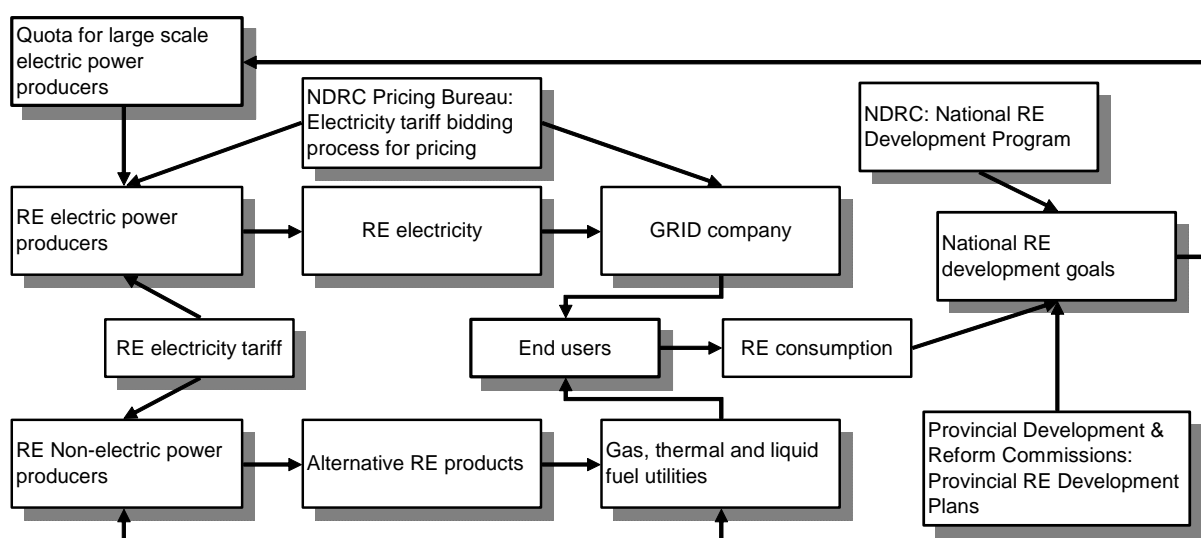 Quota for large scale
electric power
producers
NDRC Pricing Bureau:
Electricity tariff bidding
process for pricing
NDRC: National RE
Development Program
RE electric power
producers
RE electricity
GRID company
National RE
development goals
RE electricity tariff
End users
RE consumption
RE Non-electric power
producers
Alternative RE products
Gas, thermal and liquid
fuel utilities
Provincial Development &
Reform Commissions:
Provincial RE Development
Plans